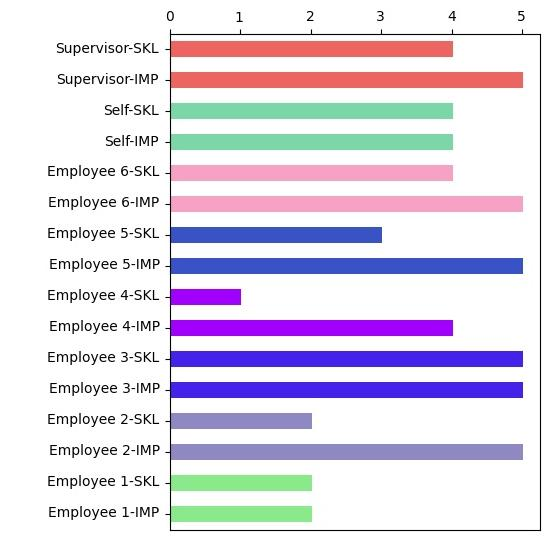 0 1 2 3 4 5
Supervisor-SKL
Supervisor-IMP
Self-SKL
Self-IMP
Employee 6-SKL
Employee 6-IMP
Employee 5-SKL
Employee 5-IMP
Employee 4-SKL
Employee 4-IMP
Employee 3-SKL
Employee 3-IMP
Employee 2-SKL
Employee 2-IMP
Employee 1-SKL
Employee 1-IMP